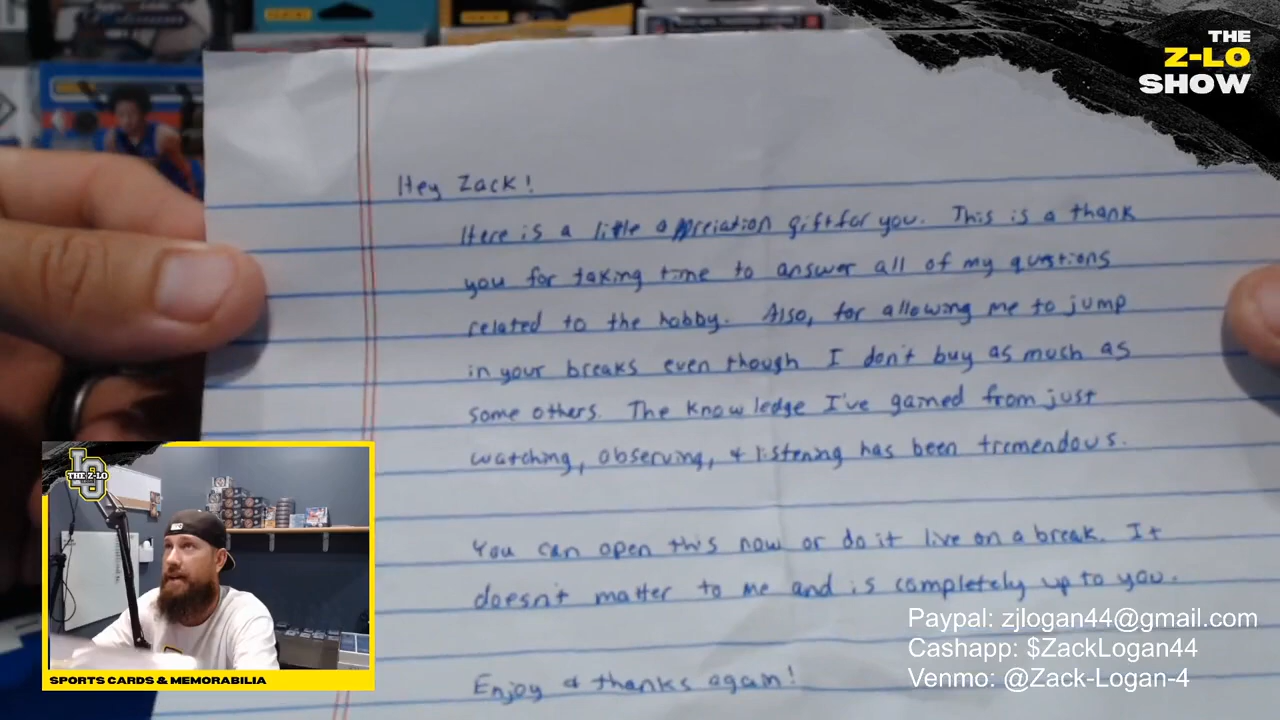 THE
Z-LO
SHOW
Hey Zack!
Here is a little appreciation gift for you. This is a thank
you for taking time to answer all of my questions
related to the hobby. Also, for allowing me to jump
in your breaks even though I don't buy as much as
some others. The knowledge I've gained from just
watching, observing, & listening has been tremendous.
You can open this now or do it live on a break. It
doesn't matter to me and is completely up to you.
Enjoy & thanks again!
Paypal: zjlogan44@gmail.com
Cashapp: $ZackLogan44
Venmo: @Zack-Logan-4
LO
THE Z-LO
SPORTS CARDS & MEMORABILIA